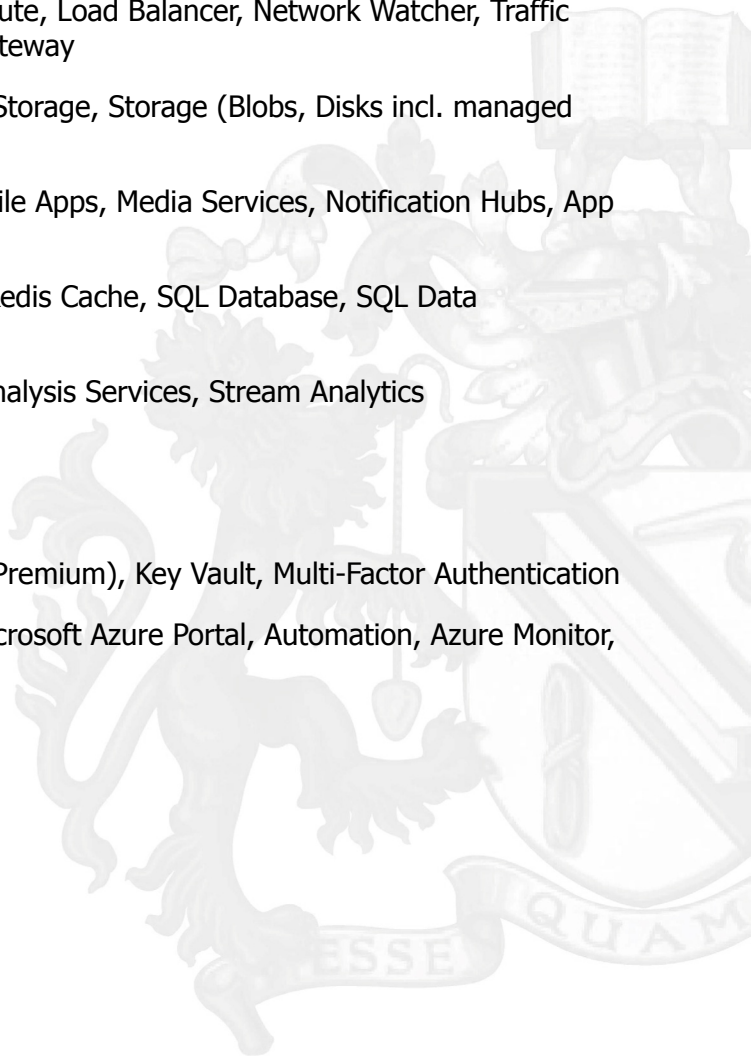 ute, Load Balancer, Network Watcher, Traffic
teway
Storage, Storage (Blobs, Disks incl. managed
ile Apps, Media Services, Notification Hubs, App
edis Cache, SQL Database, SQL Data
nalysis Services, Stream Analytics
Premium), Key Vault, Multi-Factor Authentication
crosoft Azure Portal, Automation, Azure Monitor,
ESSE QUAM